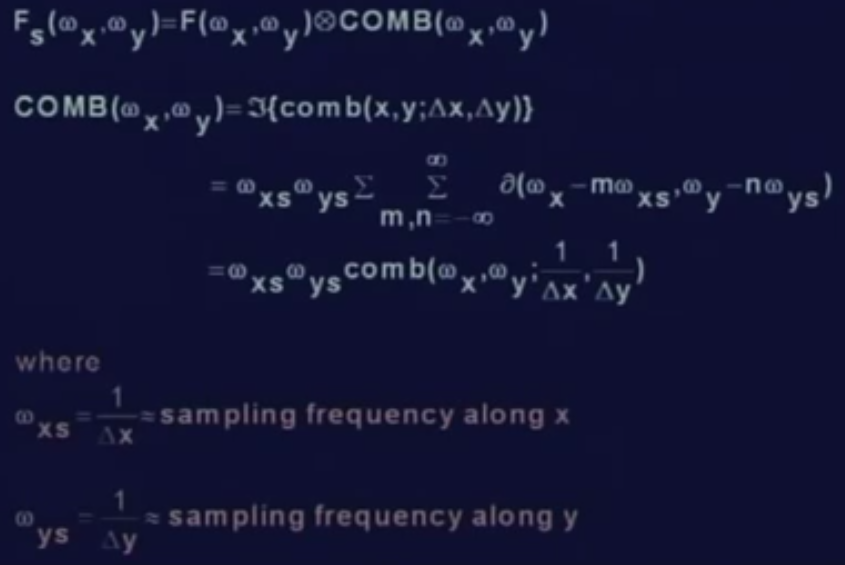 Fs(ωx,ωy)=F(ωx,ωy)⊗COMB(ωx,ωy)
COMB(ωx,ωy)=ℑ{comb(x,y;Δx,Δy)}
= ωxsωys Σ Σ_{m,n=-∞}^{∞} ∂(ωx-mωxs,ωy-nωys)
=ωxsωyscomb(ωx,ωy;1/Δx,1/Δy)
where
ωxs=1/Δx≈sampling frequency along x
ωys=1/Δy≈sampling frequency along y